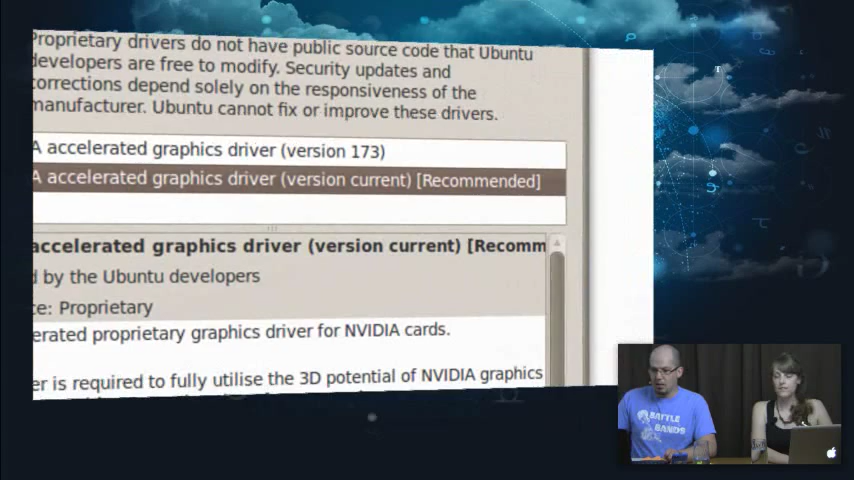 Proprietary drivers do not have public source code that Ubuntu
developers are free to modify. Security updates and
corrections depend solely on the responsiveness of the
manufacturer. Ubuntu cannot fix or improve these drivers.
A accelerated graphics driver (version 173)
A accelerated graphics driver (version current) [Recommended]
accelerated graphics driver (version current) [Recomm
d by the Ubuntu developers
te: Proprietary
erated proprietary graphics driver for NVIDIA cards.
er is required to fully utilise the 3D potential of NVIDIA graphics
BATTLE
BANDS